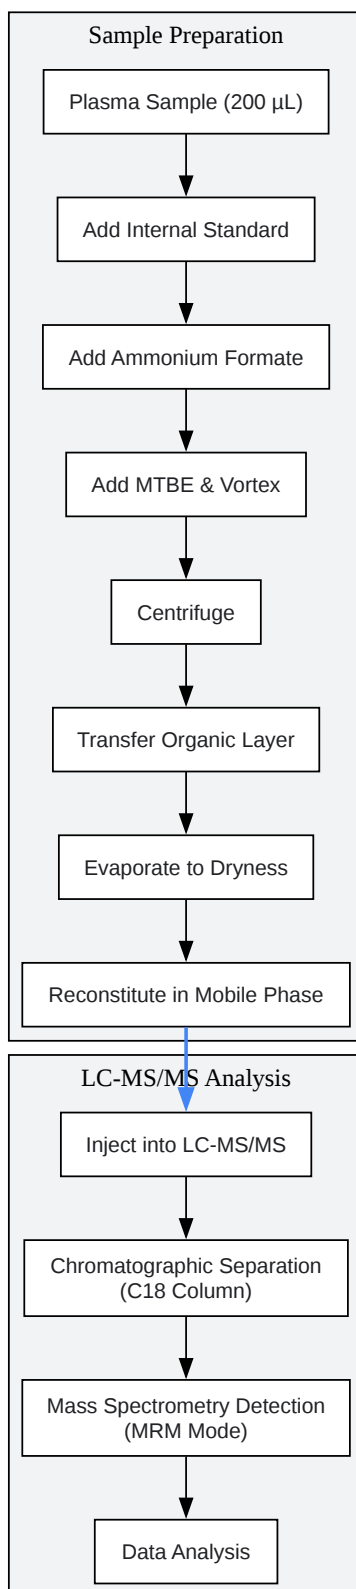 Sample Preparation
Plasma Sample (200 µL)
Add Internal Standard
Add Ammonium Formate
Add MTBE & Vortex
Centrifuge
Transfer Organic Layer
Evaporate to Dryness
Reconstitute in Mobile Phase
LC-MS/MS Analysis
Inject into LC-MS/MS
Chromatographic Separation
(C18 Column)
Mass Spectrometry Detection
(MRM Mode)
Data Analysis